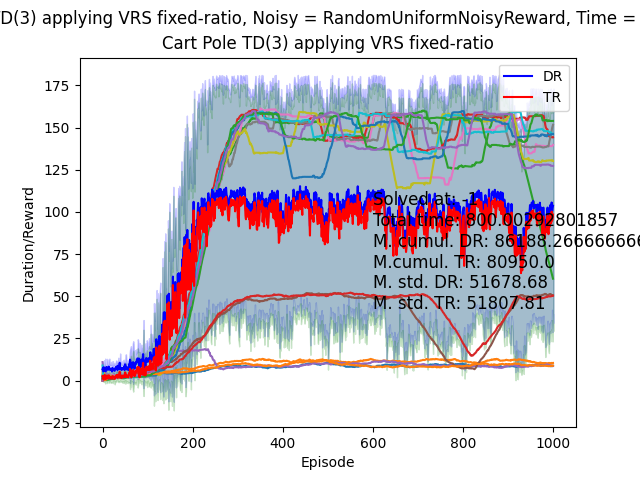 D(3) applying VRS fixed-ratio, Noisy = RandomUniformNoisyReward, Time =
Cart Pole TD(3) applying VRS fixed-ratio
DR
TR
175
150
125
100
75
50
25
0
−25
Duration/Reward
Solved at: -1
Total time: 800.00292801857
M.cumul. DR: 86188.266666666
M.cumul. TR: 80950.0
M. std. DR: 51678.68
M. std. TR: 51807.81
0 200 400 600 800 1000
Episode